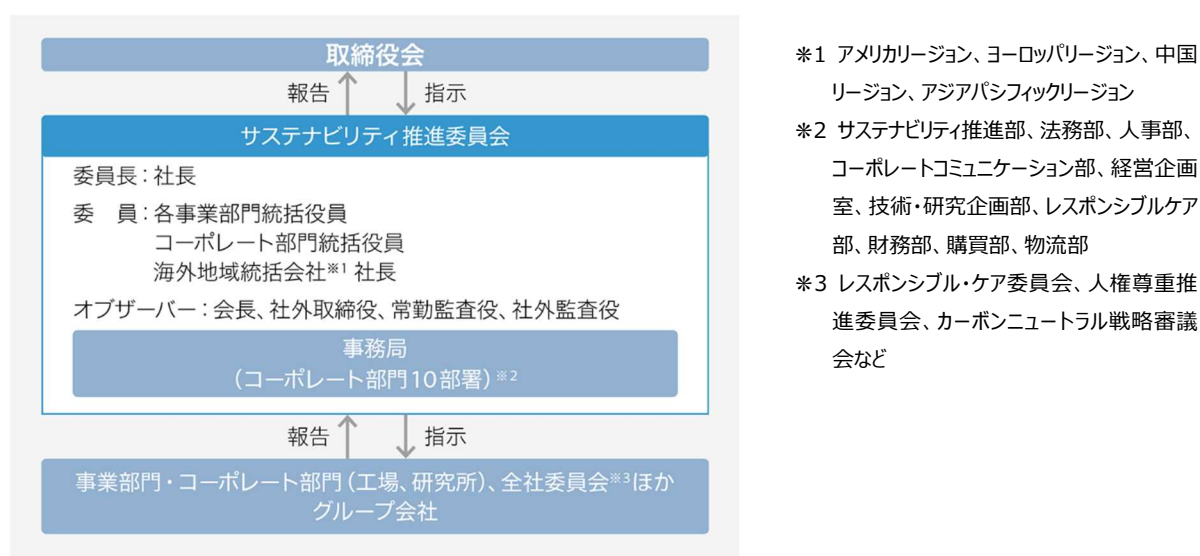 取締役会
報告 指示
サステナビリティ推進委員会
委員長:社長
委 員:各事業部門統括役員
コーポレート部門統括役員
海外地域統括会社※1 社長
オブザーバー:会長、社外取締役、常勤監査役、社外監査役
事務局
(コーポレート部門10部署)※2
報告 指示
事業部門・コーポレート部門(工場、研究所)、全社委員会※3ほか
グループ会社
※1 アメリカリージョン、ヨーロッパリージョン、中国
リージョン、アジアパシフィックリージョン
※2 サステナビリティ推進部、法務部、人事部、
コーポレートコミュニケーション部、経営企画
室、技術・研究企画部、レスポンシブルケア
部、財務部、購買部、物流部
※3 レスポンシブル・ケア委員会、人権尊重推
進委員会、カーボンニュートラル戦略審議
会など